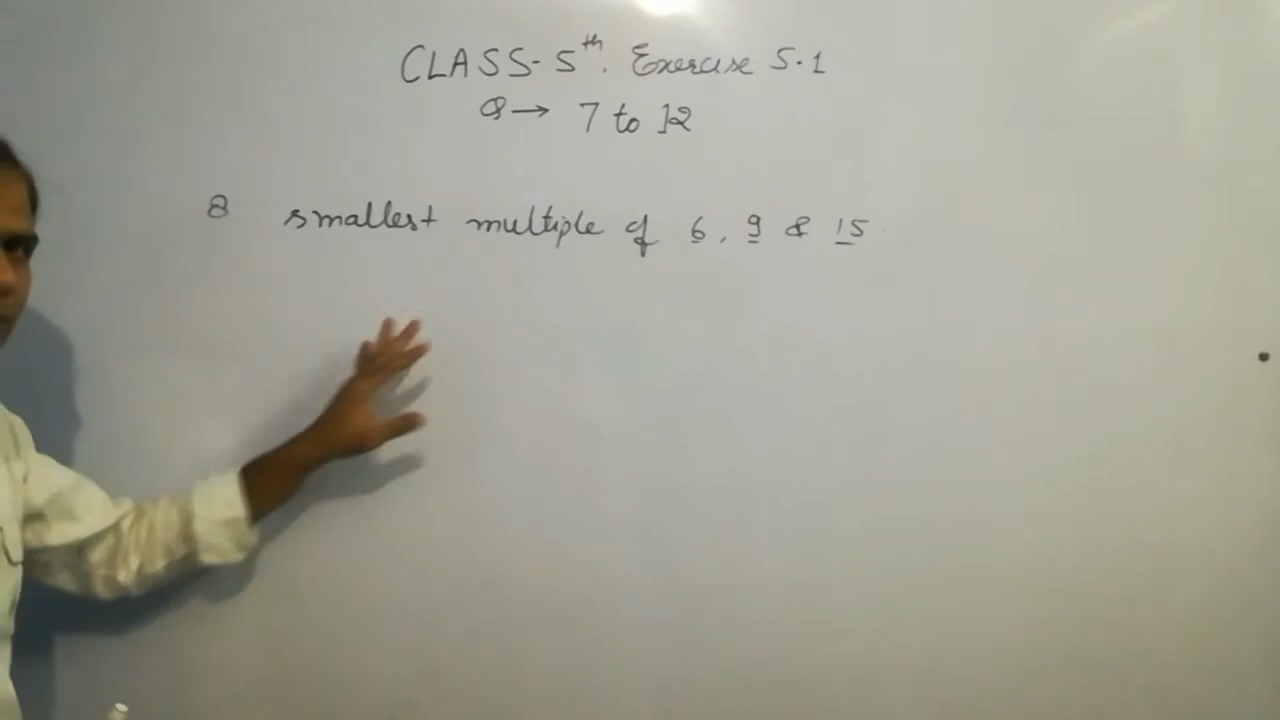 CLASS-5th. Exercise 5.1
Q→ 7 to 12
8 smallest multiple of 6, 9 & 15